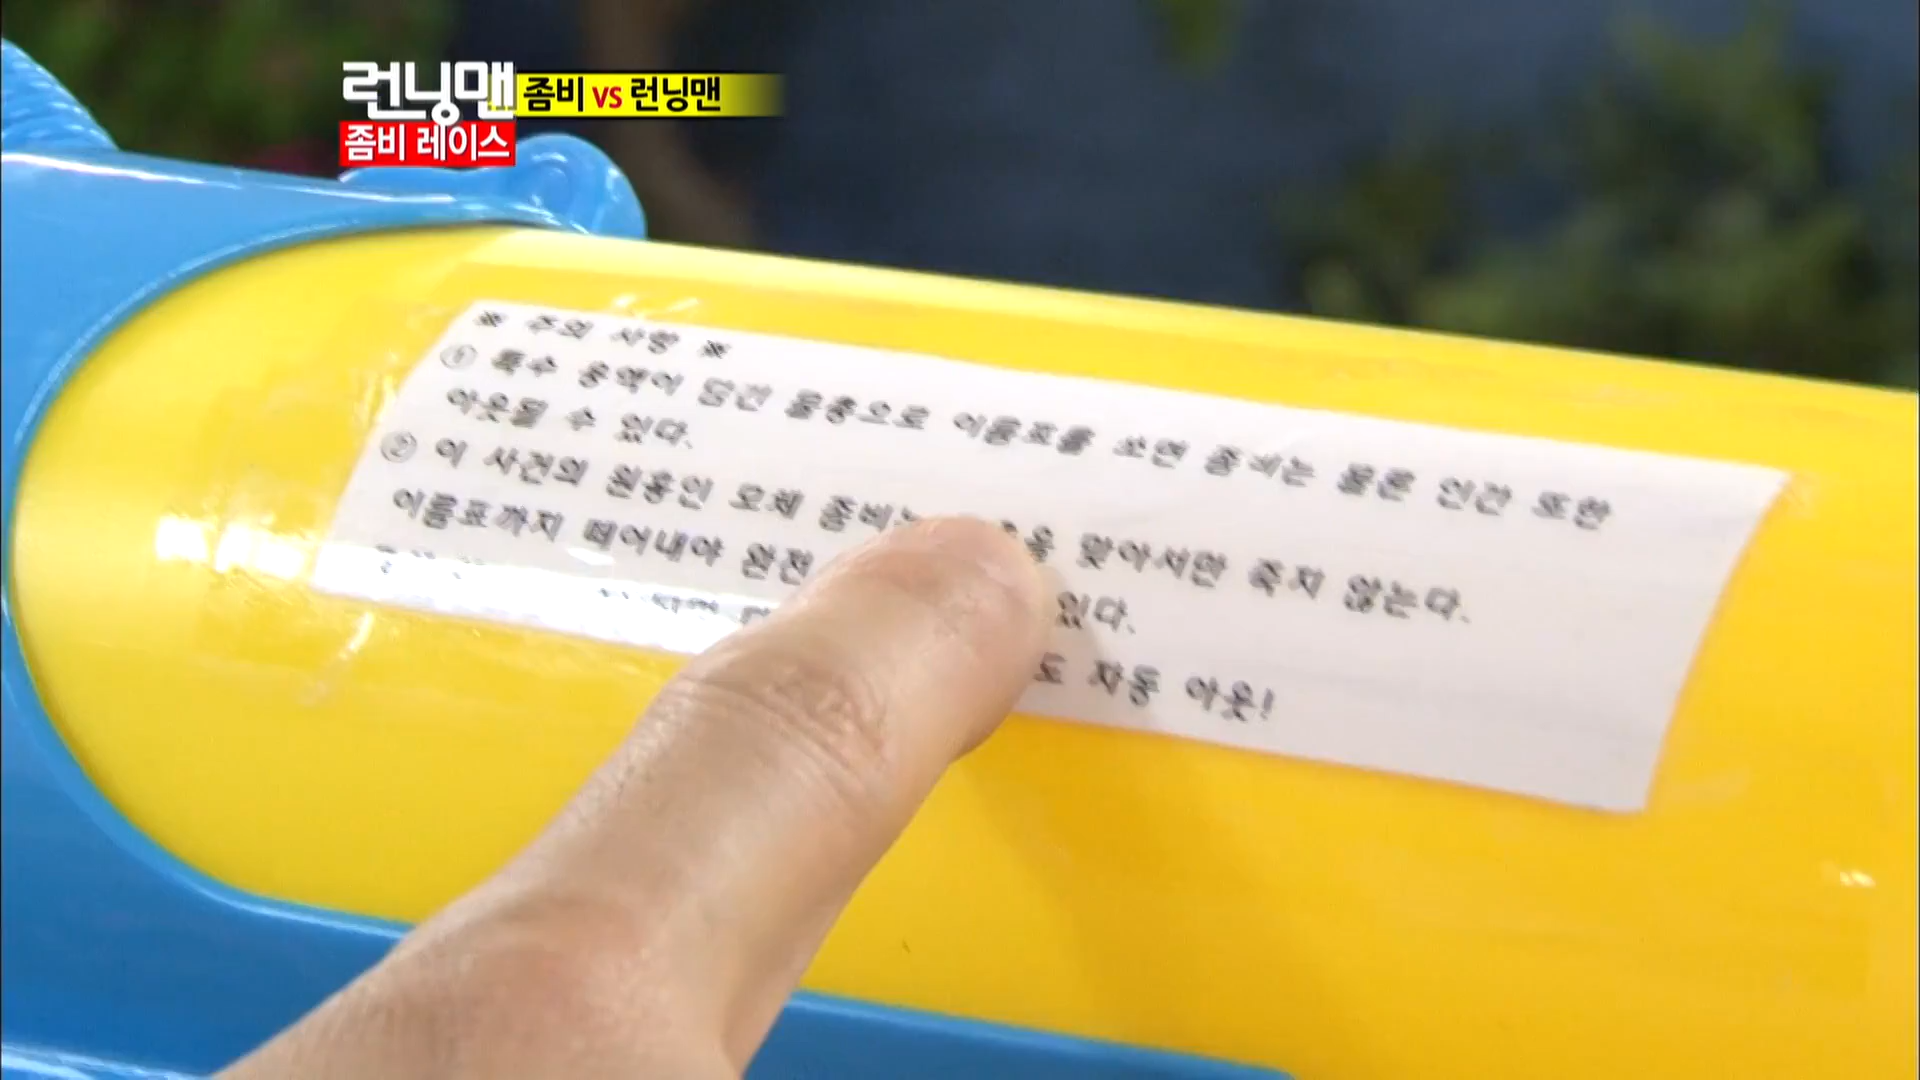 런닝맨
좀비 vs 런닝맨
좀비 레이스
※ 주의 사항 ※
① 특수 용액이 담긴 물총으로 이름표를 쏘면 좀비는 물론 인간 또한
아웃될 수 있다.
② 이 사건의 원흉인 모체 좀비는 맞아서만 죽지 않는다.
이름표까지 떼어내야 완전 있다.
도 자동 아웃!